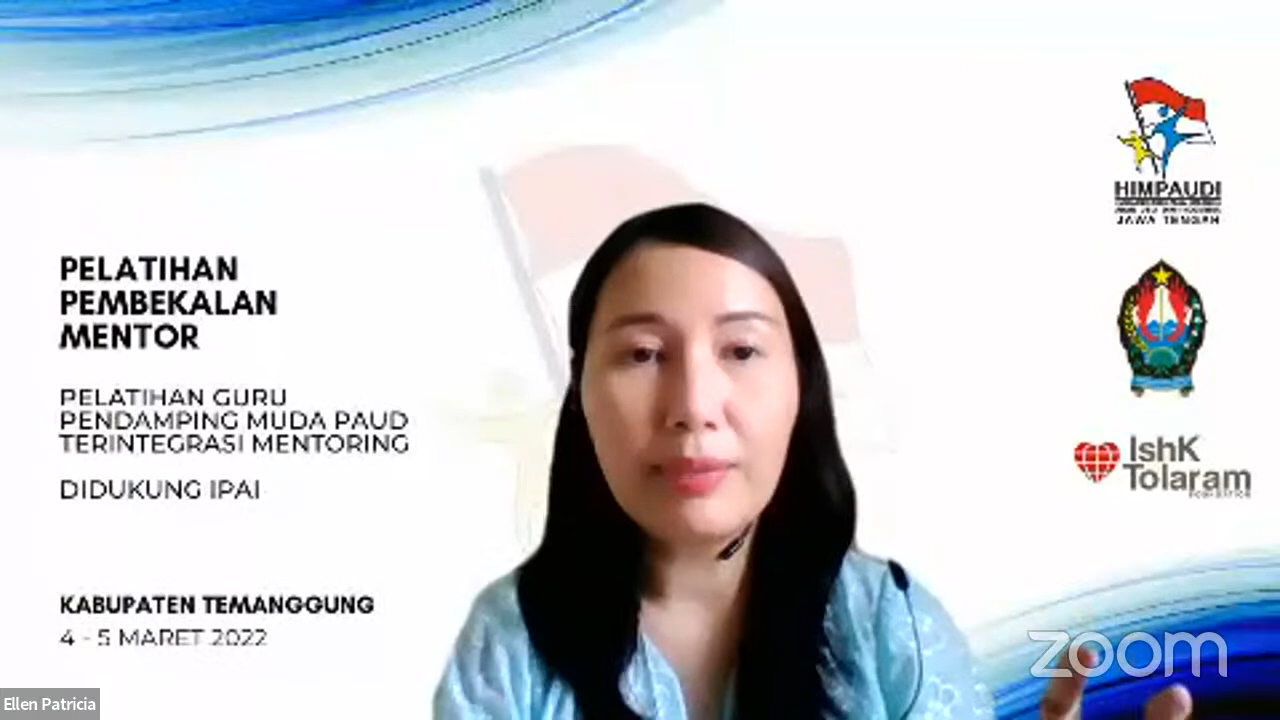 PELATIHAN
PEMBEKALAN
MENTOR
PELATIHAN GURU
PENDAMPING MUDA PAUD
TERINTEGRASI MENTORING
DIDUKUNG IPAI
KABUPATEN TEMANGGUNG
4 - 5 MARET 2022
HIMPAUDI
JAWA TENGAH
IshK
Tolaram
FOUNDATION
zoom
Ellen Patricia